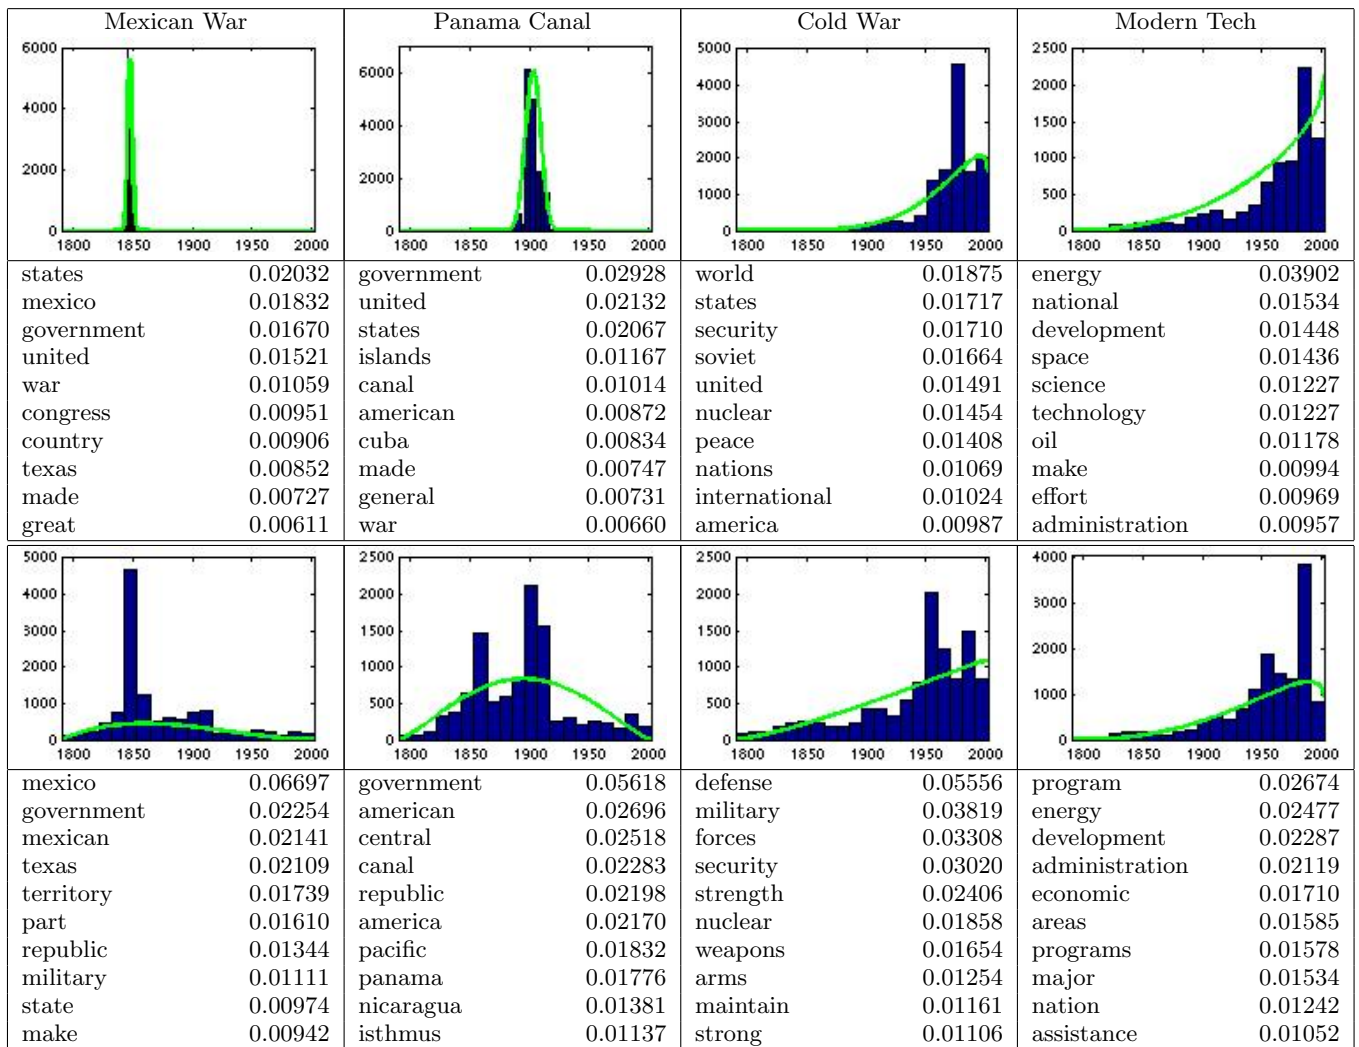 Mexican War Panama Canal Cold War Modern Tech
6000 6000 5000 2500
4000 4000 4000 2000
2000 2000 3000 1500
0 0 2000 1000
1000 500
0 0
1800 1850 1900 1950 2000 1800 1850 1900 1950 2000 1800 1850 1900 1950 2000 1800 1850 1900 1950 2000
states 0.02032 government 0.02928 world 0.01875 energy 0.03902
mexico 0.01832 united 0.02132 states 0.01717 national 0.01534
government 0.01670 states 0.02067 security 0.01710 development 0.01448
united 0.01521 islands 0.01167 soviet 0.01664 space 0.01436
war 0.01059 canal 0.01014 united 0.01491 science 0.01227
congress 0.00951 american 0.00872 nuclear 0.01454 technology 0.01227
country 0.00906 cuba 0.00834 peace 0.01408 oil 0.01178
texas 0.00852 made 0.00747 nations 0.01069 make 0.00994
made 0.00727 general 0.00731 international 0.01024 effort 0.00969
great 0.00611 war 0.00660 america 0.00987 administration 0.00957
5000 2500 2500 4000
4000 2000 2000 3000
3000 1500 1500 2000
2000 1000 1000 1000
1000 500 500 0
0 0 0
1800 1850 1900 1950 2000 1800 1850 1900 1950 2000 1800 1850 1900 1950 2000 1800 1850 1900 1950 2000
mexico 0.06697 government 0.05618 defense 0.05556 program 0.02674
government 0.02254 american 0.02696 military 0.03819 energy 0.02477
mexican 0.02141 central 0.02518 forces 0.03308 development 0.02287
texas 0.02109 canal 0.02283 security 0.03020 administration 0.02119
territory 0.01739 republic 0.02198 strength 0.02406 economic 0.01710
part 0.01610 america 0.02170 nuclear 0.01858 areas 0.01585
republic 0.01344 pacific 0.01832 weapons 0.01654 programs 0.01578
military 0.01111 panama 0.01776 arms 0.01254 major 0.01534
state 0.00974 nicaragua 0.01381 maintain 0.01161 nation 0.01242
make 0.00942 isthmus 0.01137 strong 0.01106 assistance 0.01052